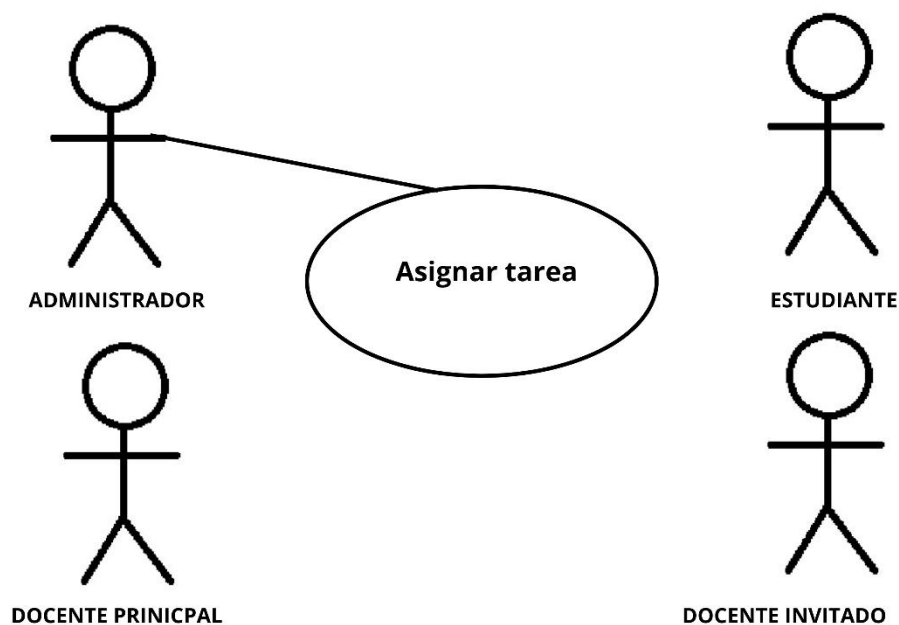 Asignar tarea
ADMINISTRADOR
ESTUDIANTE
DOCENTE PRINICPAL
DOCENTE INVITADO